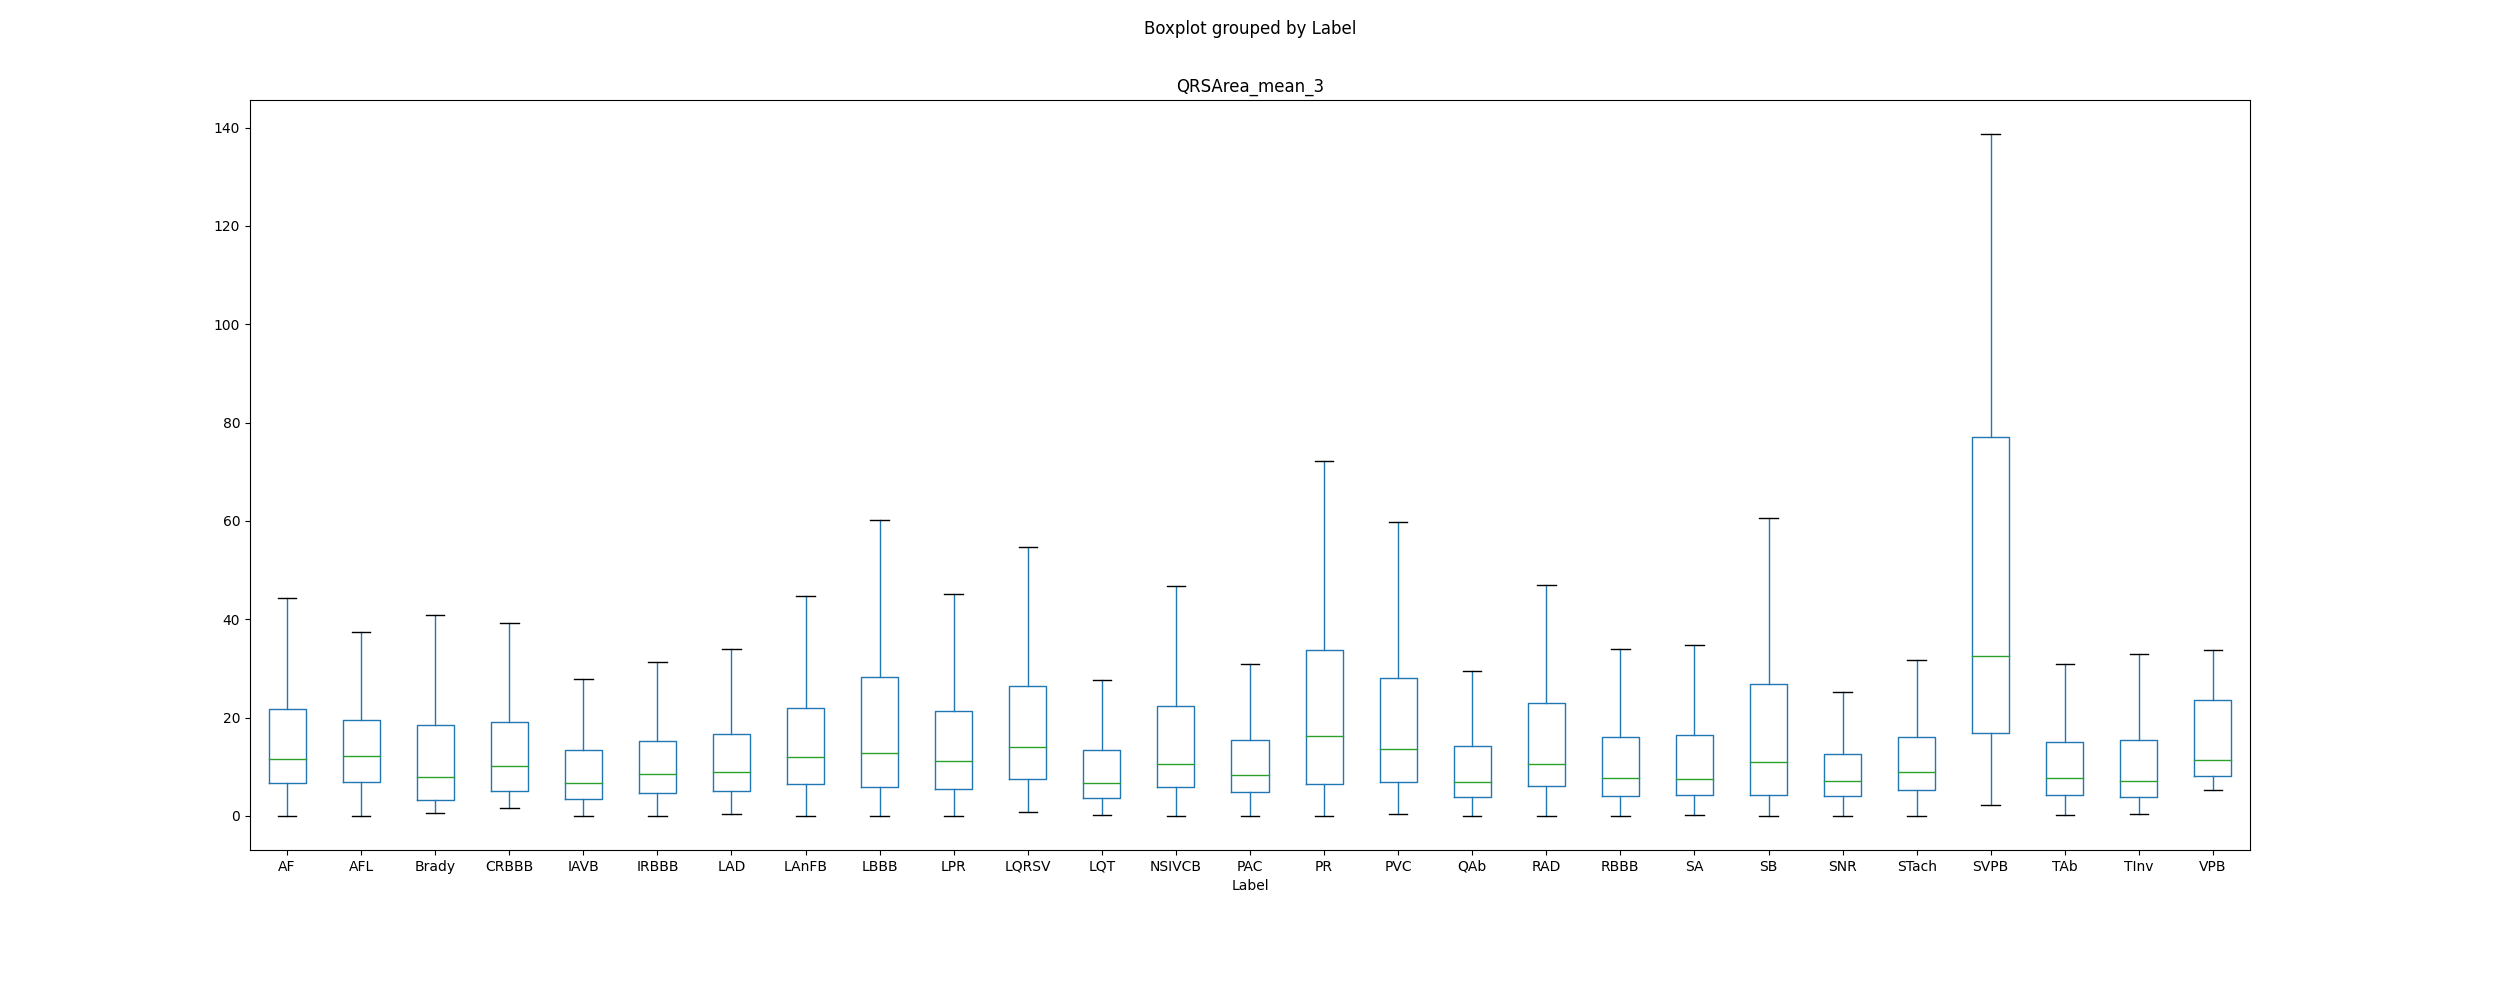 Boxplot grouped by Label
QRSArea_mean_3
140
120
100
80
60
40
20
0
AF AFL Brady CRBBB IAVB IRBBB LAD LAnFB LBBB LPR LQRSV LQT NSIVCB PAC PR PVC QAb RAD RBBB SA SB SNR STach SVPB TAb TInv VPB
Label